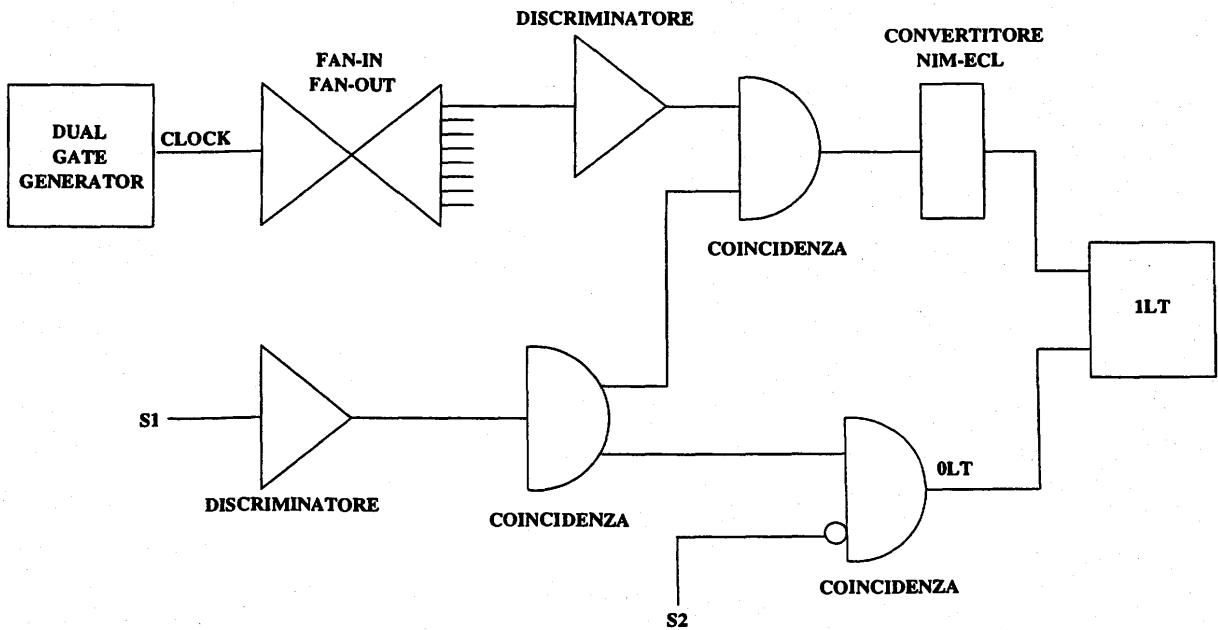 DISCRIMINATORE
CONVERTITORE
NIM-ECL
FAN-IN
FAN-OUT
DUAL
GATE
GENERATOR
CLOCK
COINCIDENZA
1LT
S1
DISCRIMINATORE
COINCIDENZA
0LT
COINCIDENZA
S2